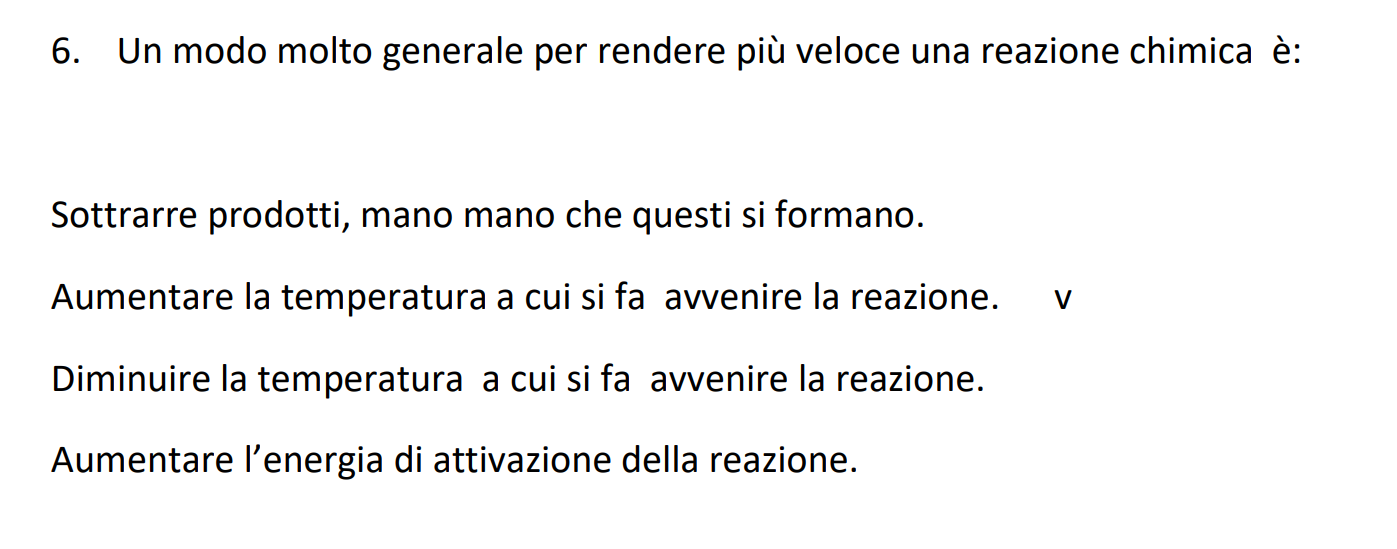 6. Un modo molto generale per rendere più veloce una reazione chimica è:
Sottrarre prodotti, mano mano che questi si formano.
Aumentare la temperatura a cui si fa avvenire la reazione. v
Diminuire la temperatura a cui si fa avvenire la reazione.
Aumentare l’energia di attivazione della reazione.